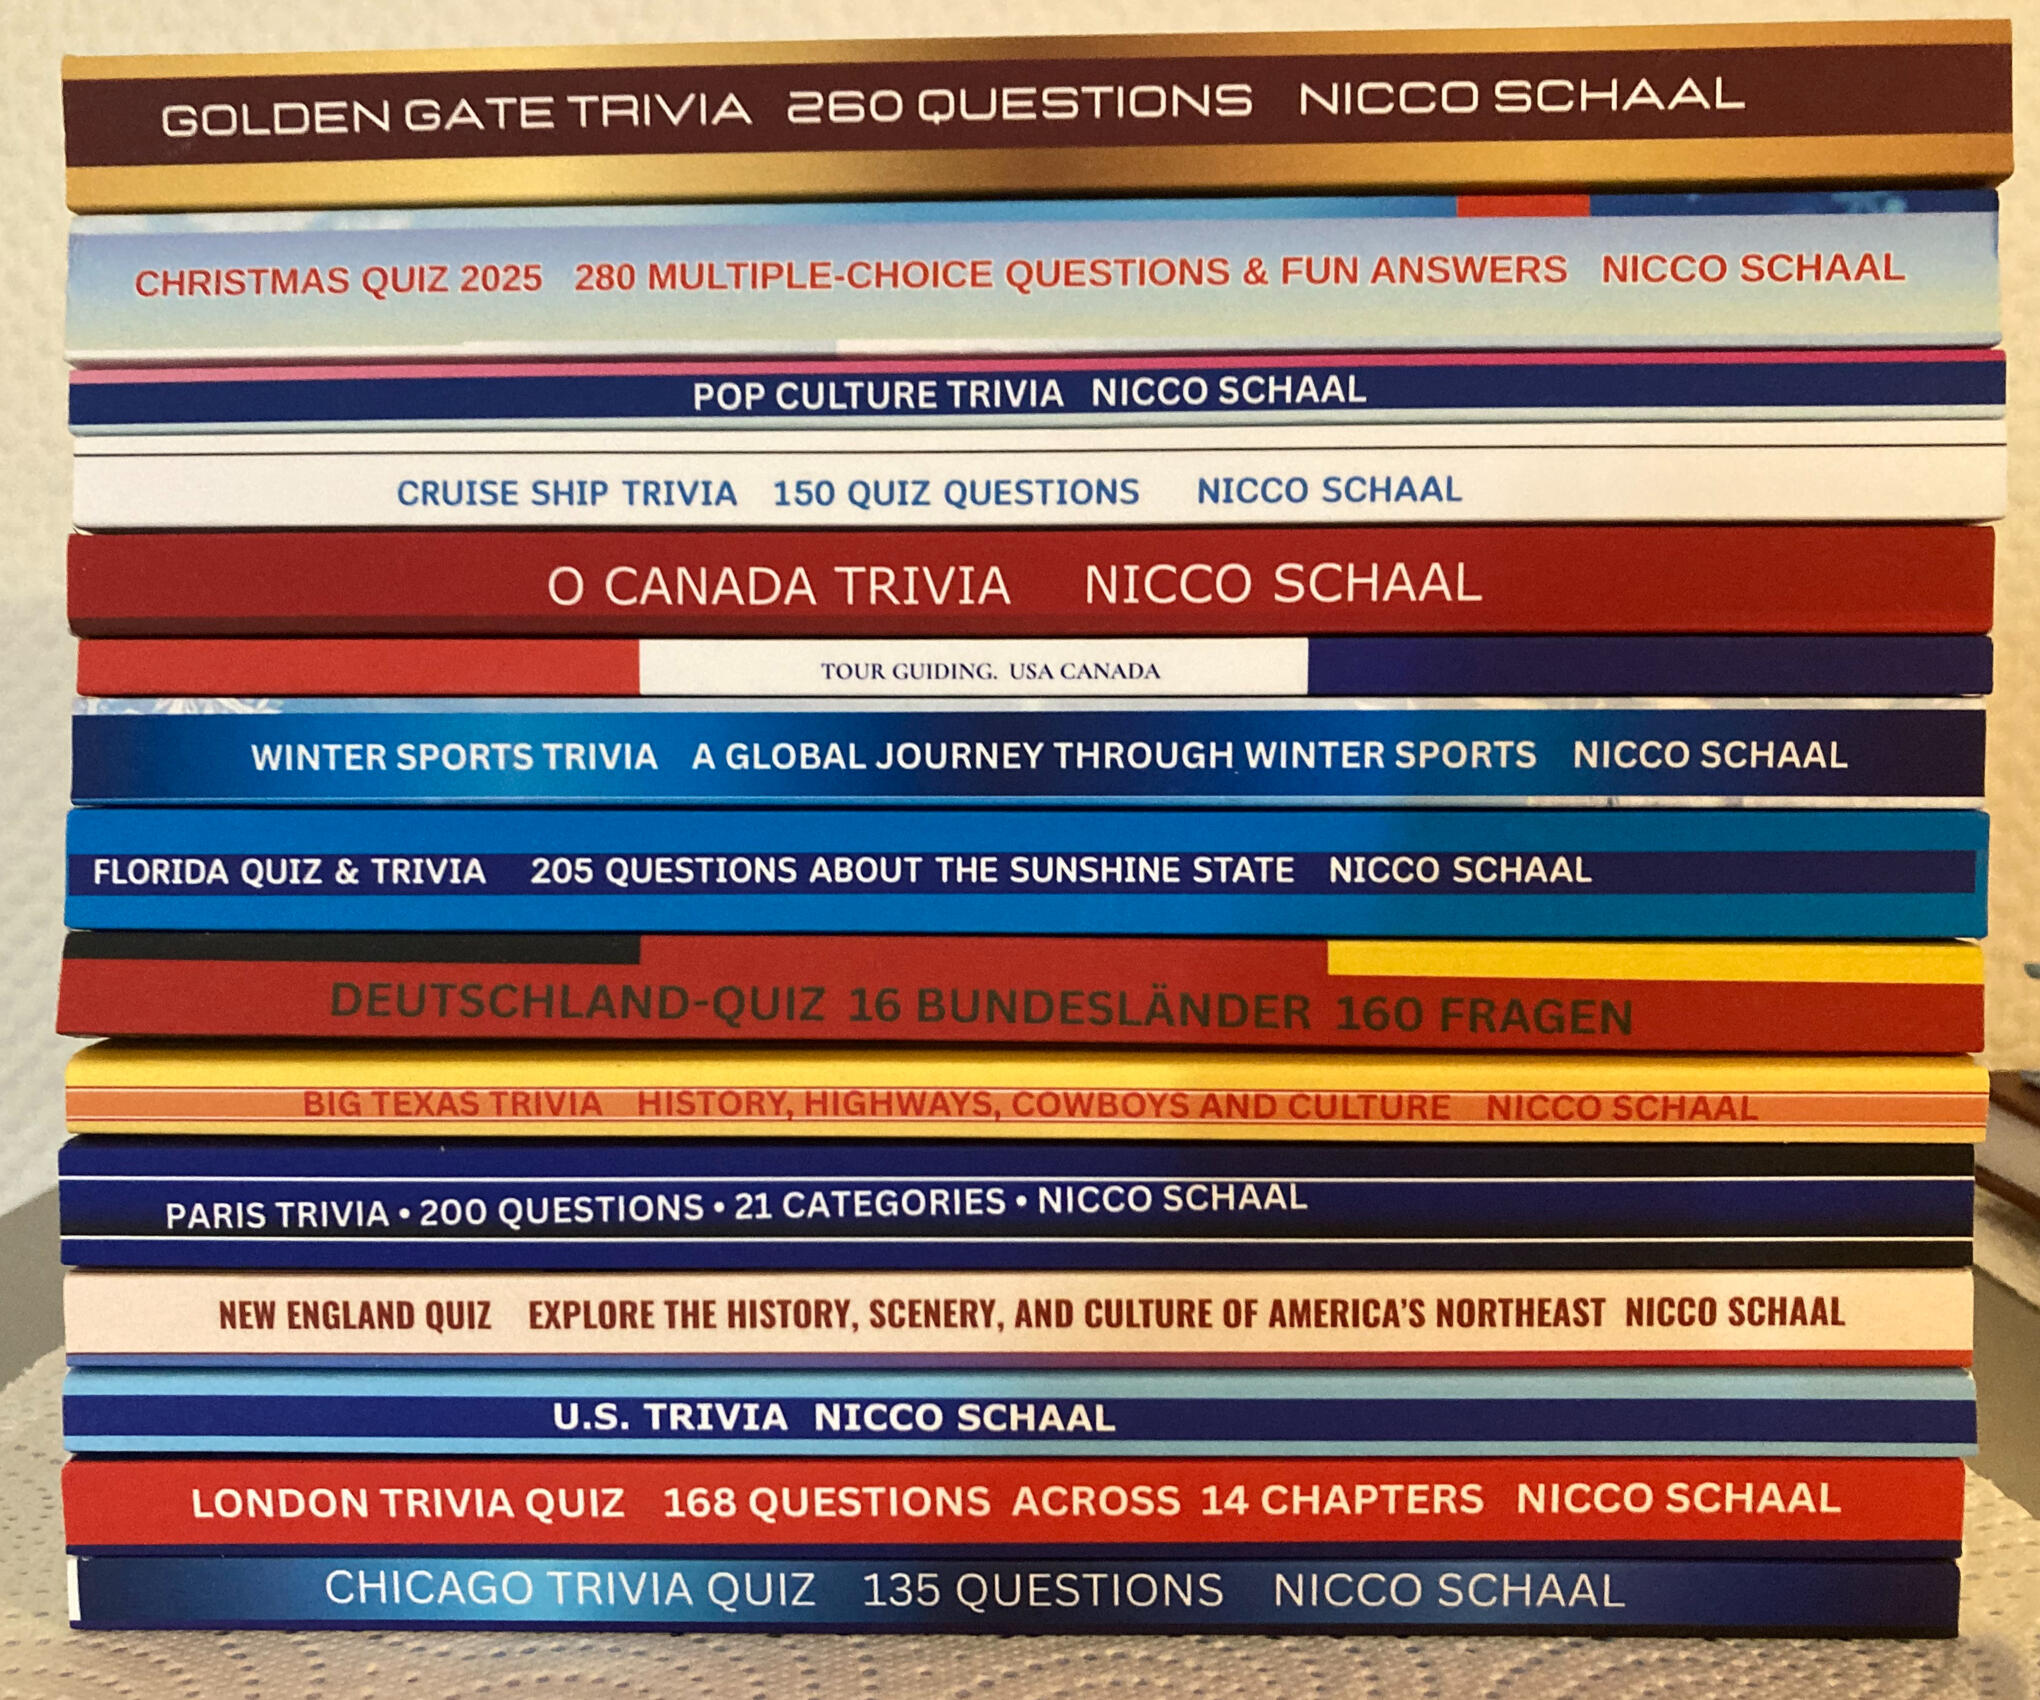 GOLDEN GATE TRIVIA 260 QUESTIONS NICCO SCHAAL
CHRISTMAS QUIZ 2025 280 MULTIPLE-CHOICE QUESTIONS & FUN ANSWERS NICCO SCHAAL
POP CULTURE TRIVIA NICCO SCHAAL
CRUISE SHIP TRIVIA 150 QUIZ QUESTIONS NICCO SCHAAL
O CANADA TRIVIA NICCO SCHAAL
TOUR GUIDING. USA CANADA
WINTER SPORTS TRIVIA A GLOBAL JOURNEY THROUGH WINTER SPORTS NICCO SCHAAL
FLORIDA QUIZ & TRIVIA 205 QUESTIONS ABOUT THE SUNSHINE STATE NICCO SCHAAL
DEUTSCHLAND-QUIZ 16 BUNDESLÄNDER 160 FRAGEN
BIG TEXAS TRIVIA HISTORY, HIGHWAYS, COWBOYS AND CULTURE NICCO SCHAAL
PARIS TRIVIA • 200 QUESTIONS • 21 CATEGORIES • NICCO SCHAAL
NEW ENGLAND QUIZ EXPLORE THE HISTORY, SCENERY, AND CULTURE OF AMERICA'S NORTHEAST NICCO SCHAAL
U.S. TRIVIA NICCO SCHAAL
LONDON TRIVIA QUIZ 168 QUESTIONS ACROSS 14 CHAPTERS NICCO SCHAAL
CHICAGO TRIVIA QUIZ 135 QUESTIONS NICCO SCHAAL